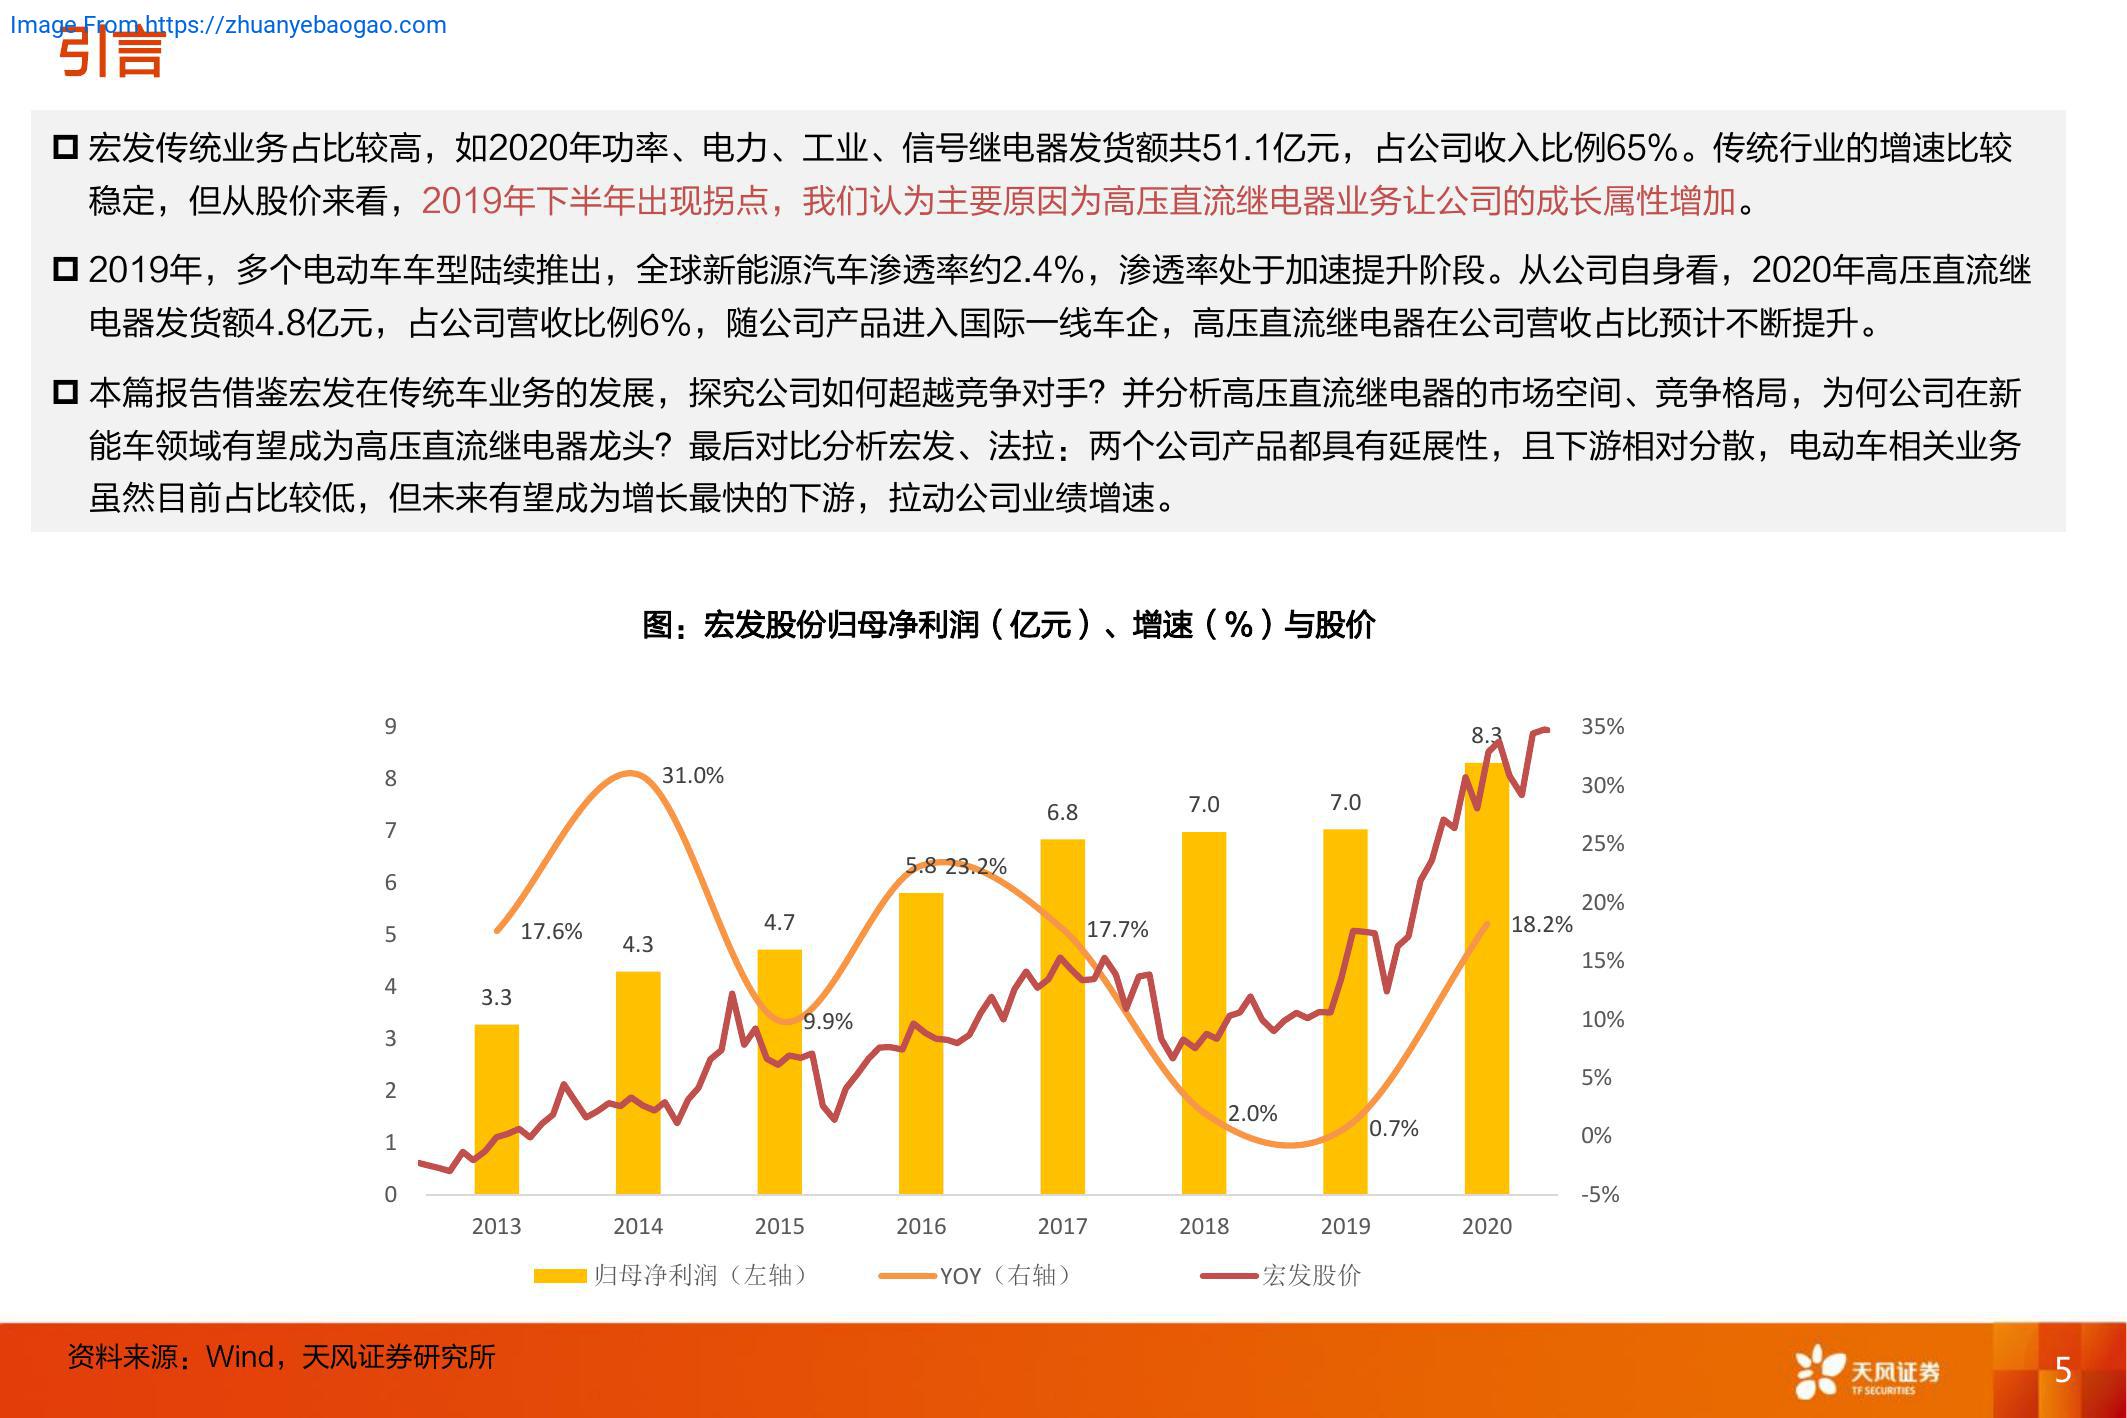 Image From https://zhuanyebaogao.com
引言
宏发传统业务占比较高，如2020年功率、电力、工业、信号继电器发货额共51.1亿元，占公司收入比例65%。传统行业的增速比较
稳定，但从股价来看，2019年下半年出现拐点，我们认为主要原因为高压直流继电器业务让公司的成长属性增加。
2019年，多个电动车车型陆续推出，全球新能源汽车渗透率约2.4%，渗透率处于加速提升阶段。从公司自身看，2020年高压直流继
电器发货额4.8亿元，占公司营收比例6%，随公司产品进入国际一线车企，高压直流继电器在公司营收占比预计不断提升。
本篇报告借鉴宏发在传统车业务的发展，探究公司如何超越竞争对手？并分析高压直流继电器的市场空间、竞争格局，为何公司在新
能车领域有望成为高压直流继电器龙头？最后对比分析宏发、法拉：两个公司产品都具有延展性，且下游相对分散，电动车相关业务
虽然目前占比较低，但未来有望成为增长最快的下游，拉动公司业绩增速。
图：宏发股份归母净利润（亿元）、增速（%）与股价
9
8
7
6
5
4
3
2
1
0
35%
30%
25%
20%
15%
10%
5%
0%
-5%
3.3
4.3
4.7
5.8
6.8
7.0
7.0
8.3
17.6%
31.0%
9.9%
23.2%
17.7%
2.0%
0.7%
18.2%
2013 2014 2015 2016 2017 2018 2019 2020
归母净利润（左轴） YOY（右轴） 宏发股价
资料来源：Wind，天风证券研究所
天风证券
TF SECURITIES
5